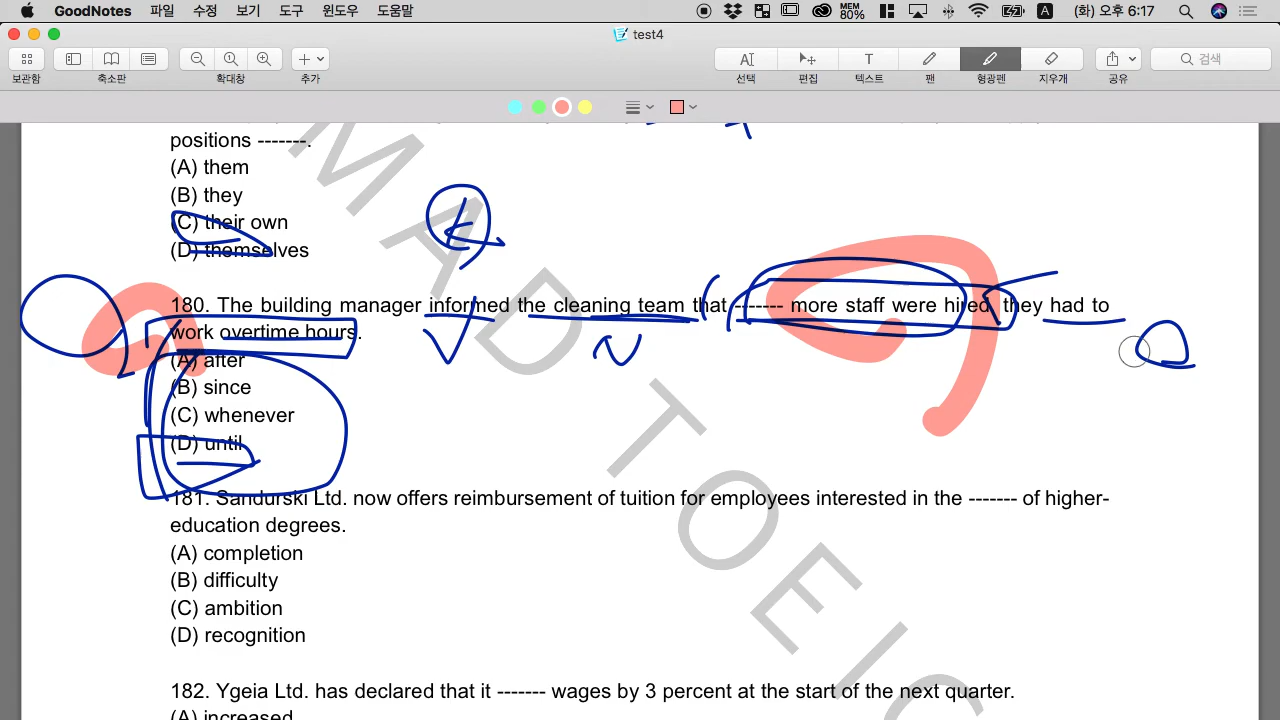 GoodNotes 파일 수정 보기 도구 윈도우 도움말 MEM 80% A (화) 오후 6:17
test4
보관함 축소판 확대창 추가 선택 편집 텍스트 펜 형광펜 지우개 공유 검색
positions -------.
(A) them
(B) they
(C) their own
(D) themselves
180. The building manager informed the cleaning team that ------- more staff were hired, they had to
work overtime hours.
(A) after
(B) since
(C) whenever
(D) until
181. Sandurski Ltd. now offers reimbursement of tuition for employees interested in the ------- of higher-
education degrees.
(A) completion
(B) difficulty
(C) ambition
(D) recognition
182. Ygeia Ltd. has declared that it ------- wages by 3 percent at the start of the next quarter.
(A) increased
MAD TOEIC
V
N